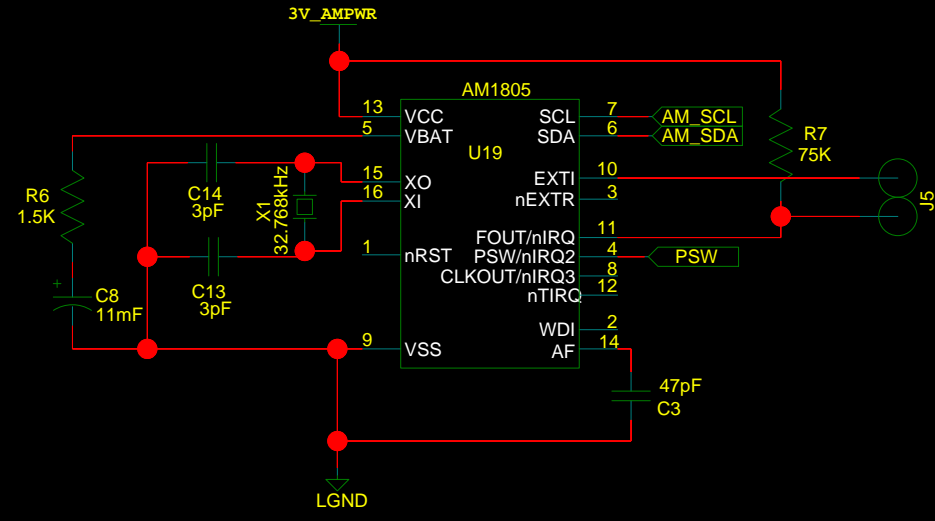 3V_AMPWR
AM1805
U19
13
VCC
5
VBAT
15
XO
16
XI
1
nRST
9
VSS
SCL
7
AM_SCL
SDA
6
AM_SDA
EXTI
10
nEXTR
3
FOUT/nIRQ
11
PSW/nIRQ2
4
PSW
CLKOUT/nIRQ3
8
nTIRQ
12
WDI
2
AF
14
R7
75K
J5
R6
1.5K
C14
3pF
X1
32.768kHz
C13
3pF
+
C8
11mF
47pF
C3
LGND